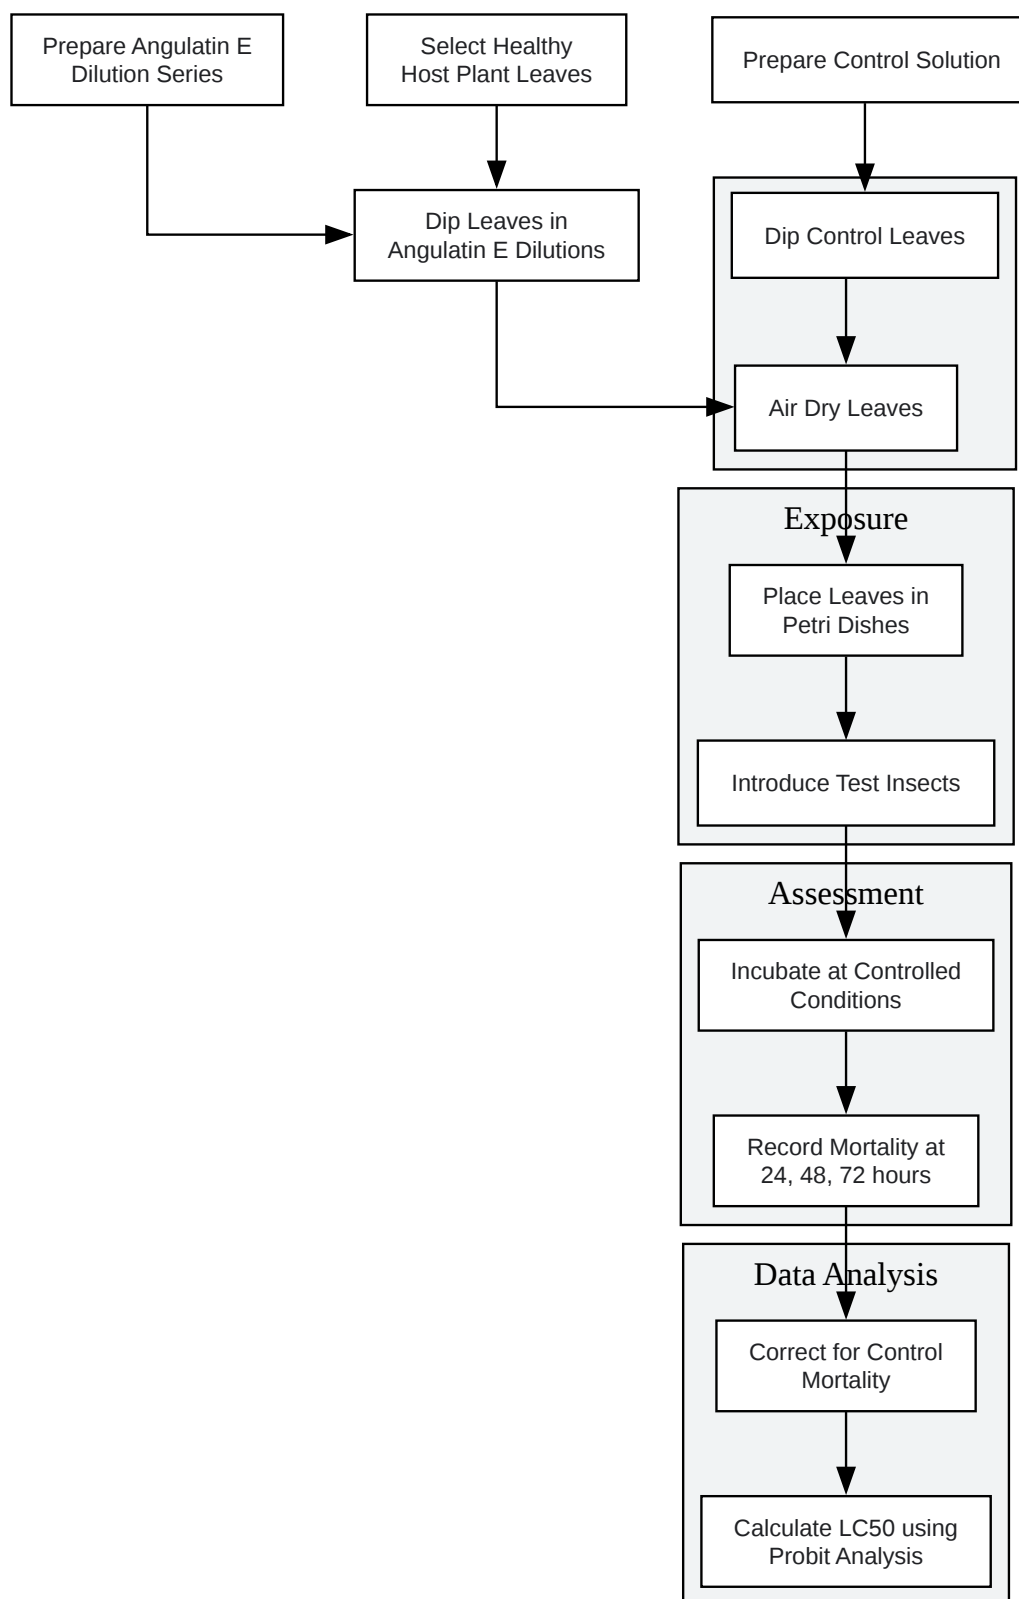 Prepare Angulatin E
Dilution Series
Select Healthy
Host Plant Leaves
Prepare Control Solution
Dip Leaves in
Angulatin E Dilutions
Dip Control Leaves
Air Dry Leaves
Exposure
Place Leaves in
Petri Dishes
Introduce Test Insects
Assessment
Incubate at Controlled
Conditions
Record Mortality at
24, 48, 72 hours
Data Analysis
Correct for Control
Mortality
Calculate LC50 using
Probit Analysis